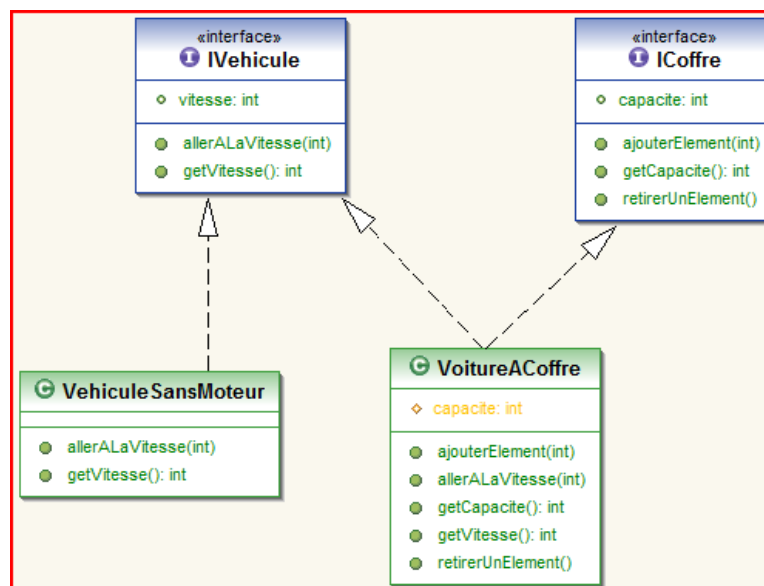 «interface»
IVehicule
vitesse: int
allerALaVitesse(int)
getVitesse(): int
«interface»
ICoffre
capacite: int
ajouterElement(int)
getCapacite(): int
retirerUnElement()
VehiculeSansMoteur
allerALaVitesse(int)
getVitesse(): int
VoitureACoffre
capacite: int
ajouterElement(int)
allerALaVitesse(int)
getCapacite(): int
getVitesse(): int
retirerUnElement()